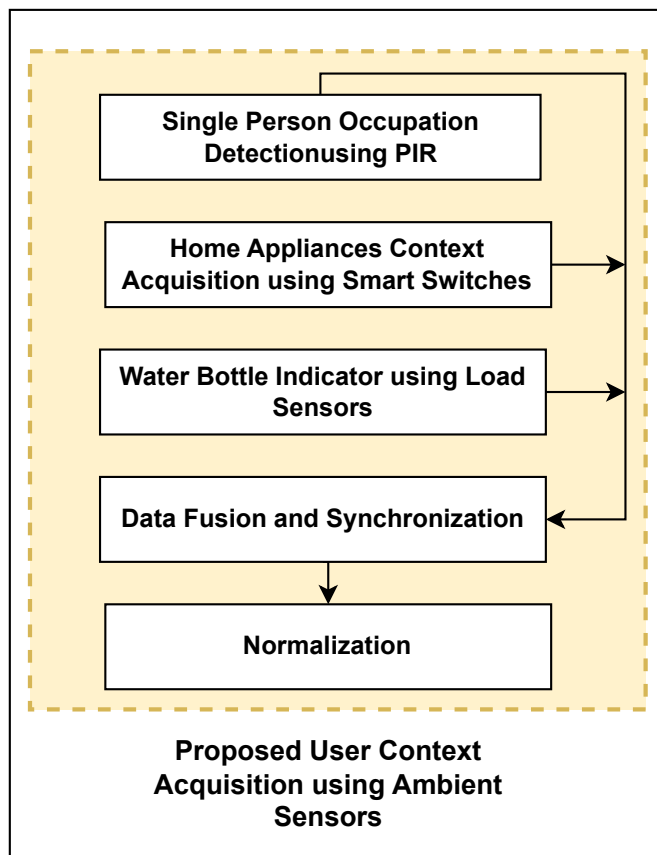 Single Person Occupation
Detectionusing PIR
Home Appliances Context
Acquisition using Smart Switches
Water Bottle Indicator using Load
Sensors
Data Fusion and Synchronization
Normalization
Proposed User Context
Acquisition using Ambient
Sensors